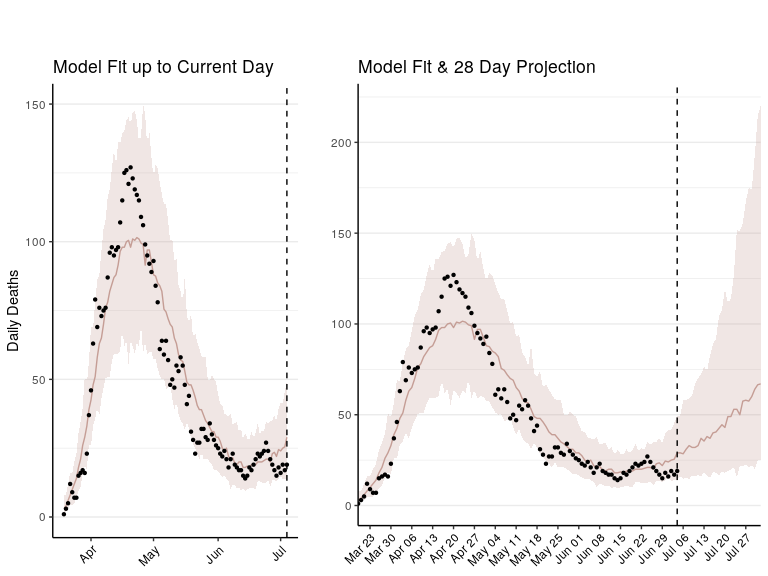 Model Fit up to Current Day
Daily Deaths
150
100
50
0
Apr
May
Jun
Jul
Model Fit & 28 Day Projection
200
150
100
50
0
Mar 23
Mar 30
Apr 06
Apr 13
Apr 20
Apr 27
May 04
May 11
May 18
May 25
Jun 01
Jun 08
Jun 15
Jun 22
Jun 29
Jul 06
Jul 13
Jul 20
Jul 27